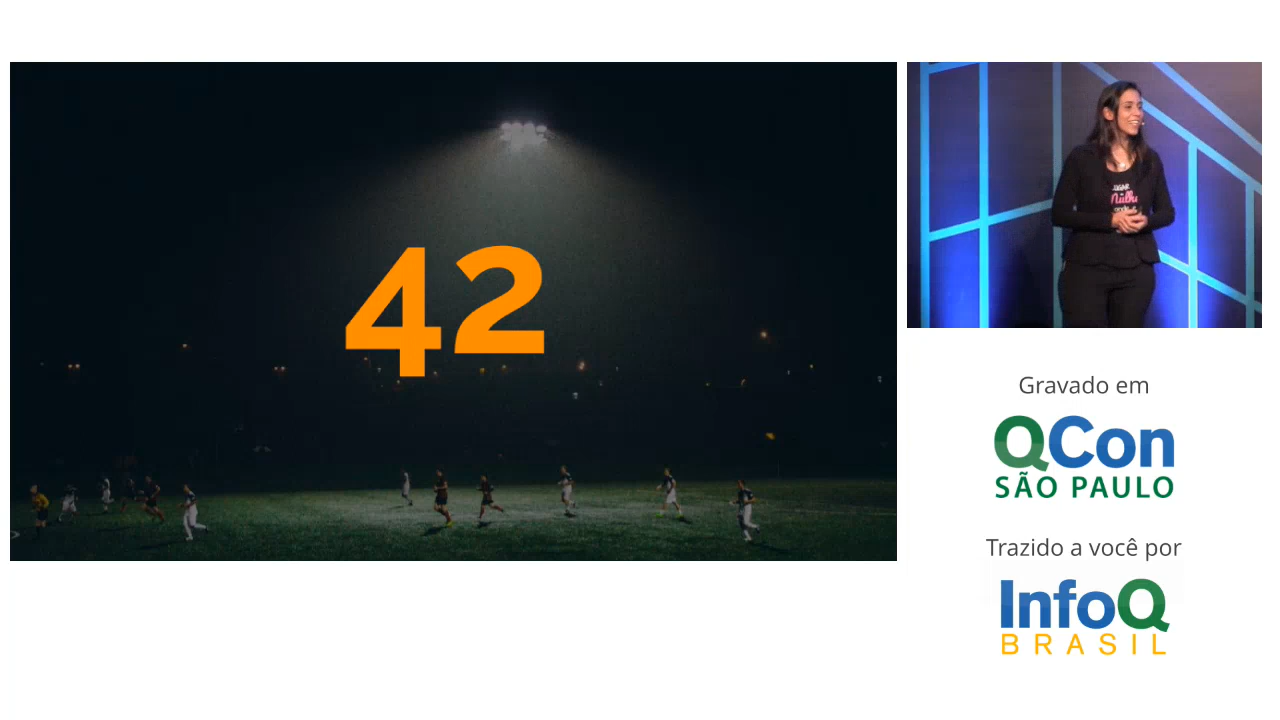 42
Gravado em
QCon
SÃO PAULO
Trazido a você por
InfoQ
BRASIL